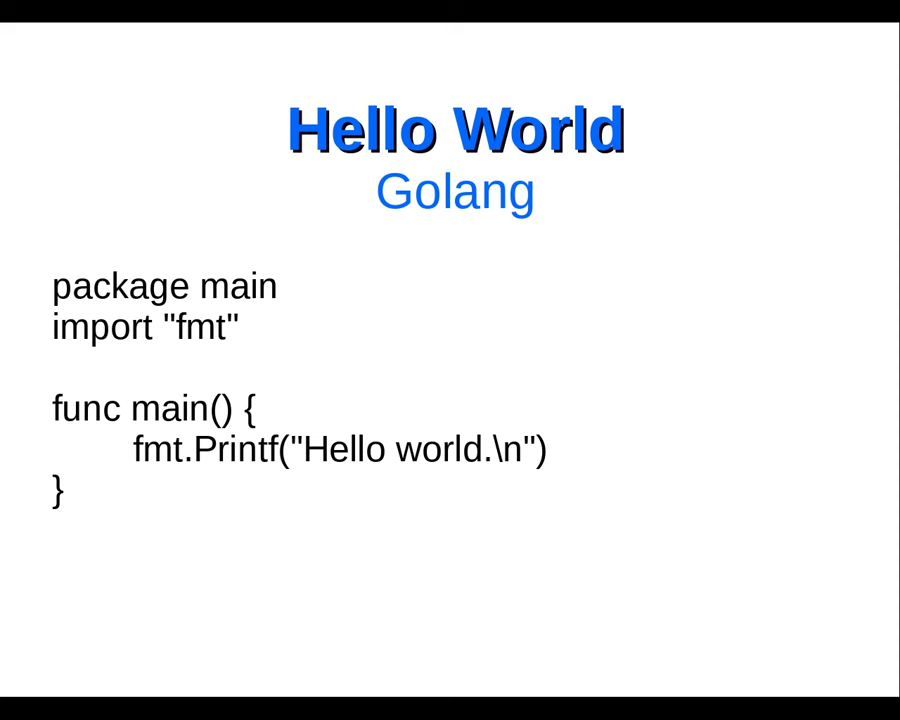 Hello World
Golang
package main
import "fmt"
func main() {
fmt.Printf("Hello world.\n")
}